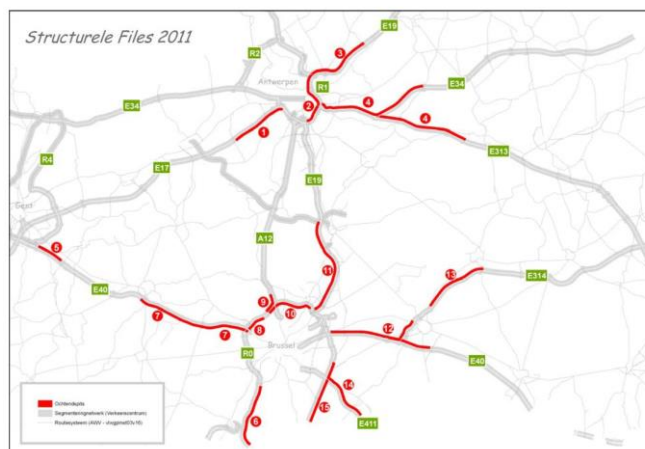 Structurele Files 2011
E19
R2
3
Antwerpen
R1
E34
4
E34
2
4
1
E313
R4
E17
E19
Gent
A12
5
11
13
E314
E40
9
10
7
7
8
12
Brussel
R0
E40
14
15
6
E411
Ochtendspits
Segmenteringnetwerk (Verkeerscentrum)